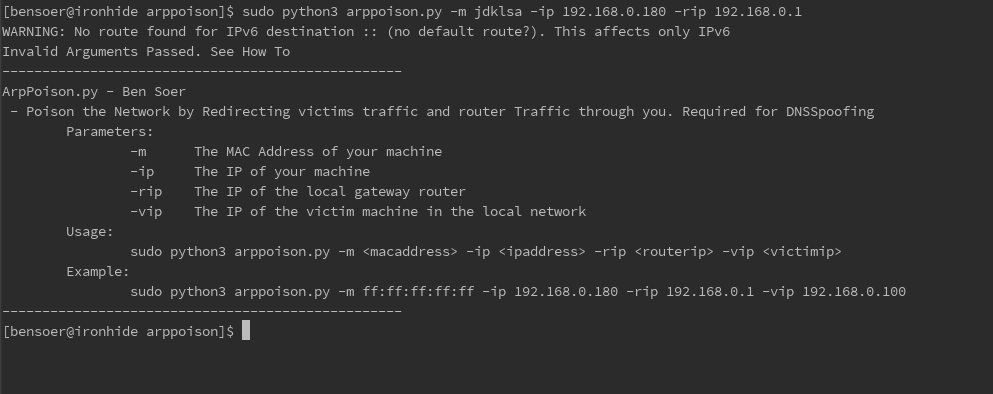 [bensoer@ironhide arppoison]$ sudo python3 arppoison.py -m jdklsa -ip 192.168.0.180 -rip 192.168.0.1
WARNING: No route found for IPv6 destination :: (no default route?). This affects only IPv6
Invalid Arguments Passed. See How To
--------------------------------------------------
ArpPoison.py - Ben Soer
 - Poison the Network by Redirecting victims traffic and router Traffic through you. Required for DNSSpoofing
        Parameters:
                -m      The MAC Address of your machine
                -ip     The IP of your machine
                -rip    The IP of the local gateway router
                -vip    The IP of the victim machine in the local network
        Usage:
                sudo python3 arppoison.py -m <macaddress> -ip <ipaddress> -rip <routerip> -vip <victimip>
        Example:
                sudo python3 arppoison.py -m ff:ff:ff:ff:ff -ip 192.168.0.180 -rip 192.168.0.1 -vip 192.168.0.100
--------------------------------------------------
[bensoer@ironhide arppoison]$